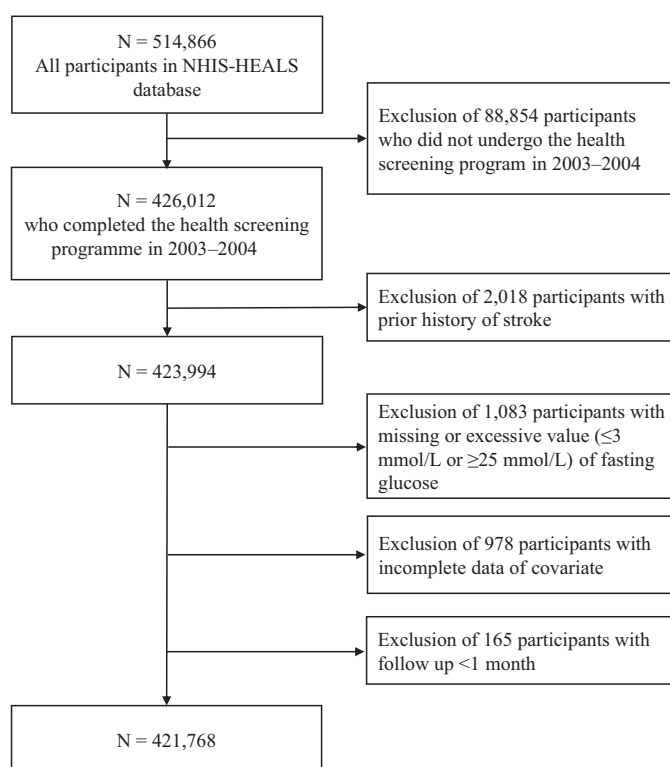 N = 514,866
All participants in NHIS-HEALS
database
Exclusion of 88,854 participants
who did not undergo the health
screening program in 2003–2004
N = 426,012
who completed the health screening
programme in 2003–2004
Exclusion of 2,018 participants with
prior history of stroke
N = 423,994
Exclusion of 1,083 participants with
missing or excessive value (≤3
mmol/L or ≥25 mmol/L) of fasting
glucose
Exclusion of 978 participants with
incomplete data of covariate
Exclusion of 165 participants with
follow up <1 month
N = 421,768